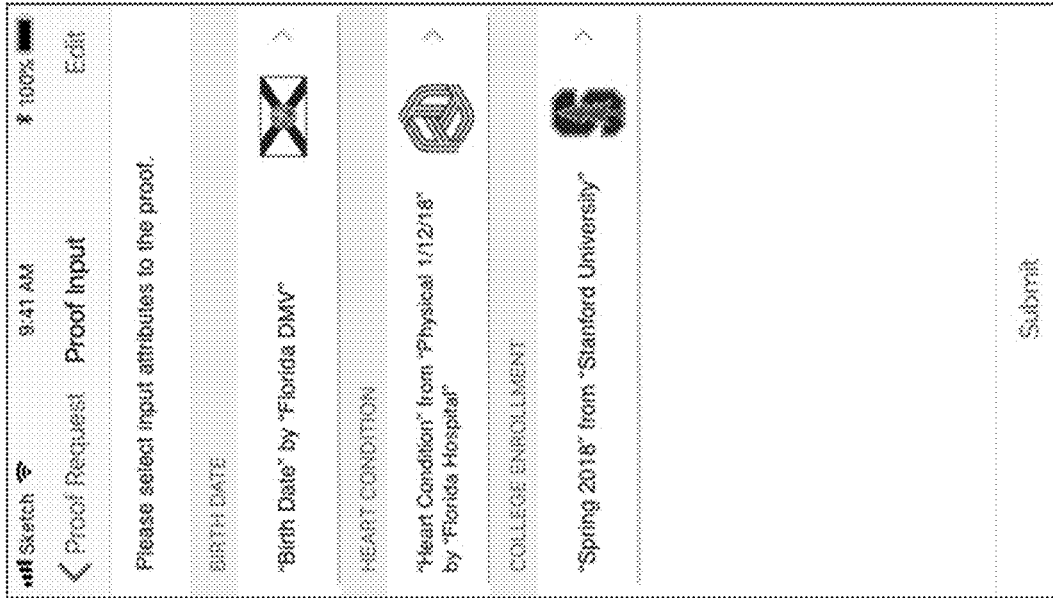 Sketch 9:41 AM 100%
Proof Request Proof Input Edit
Please select input attributes to the proof.
BIRTH DATE
"Birth Date" by "Florida DMV"
HEART CONDITION
"Heart Condition" from "Physical 1/12/18"
by "Florida Hospital"
COLLEGE ENROLLMENT
"Spring 2018" from "Stanford University"
Submit